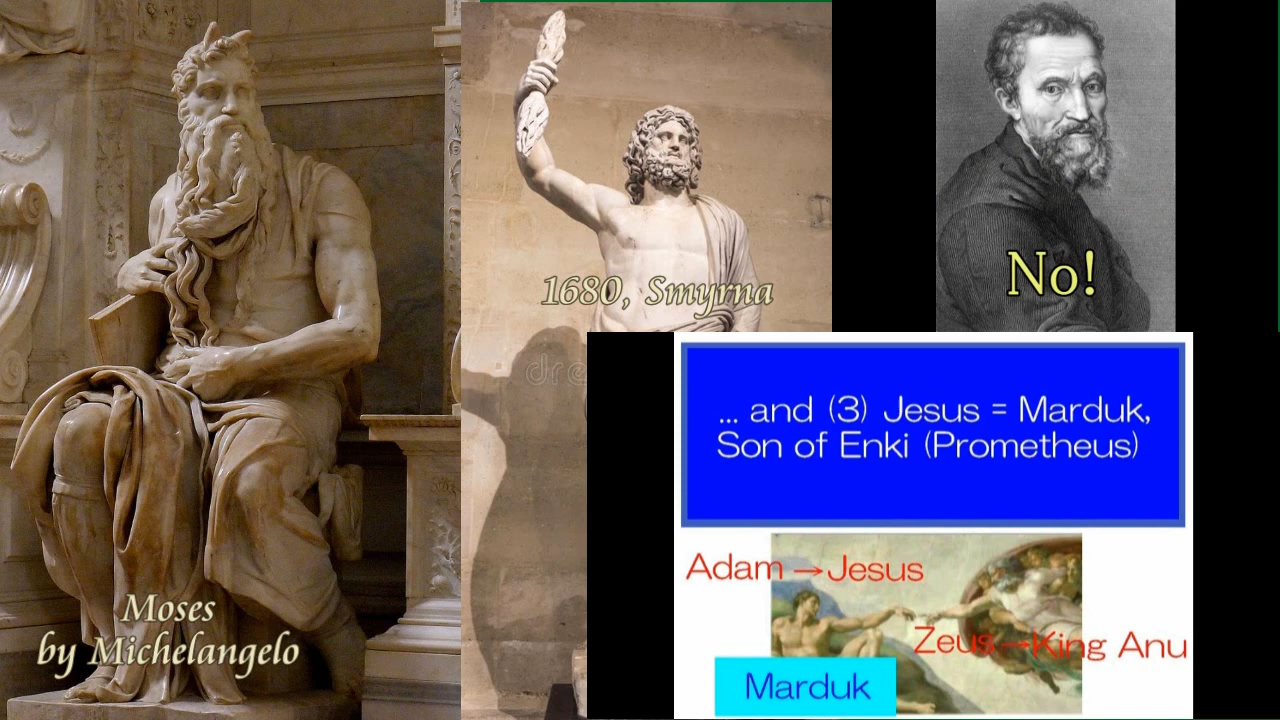 Moses
by Michelangelo
1680, Smyrna
dre
No!
... and (3) Jesus = Marduk,
Son of Enki (Prometheus)
Adam → Jesus
Zeus → King Anu
Marduk